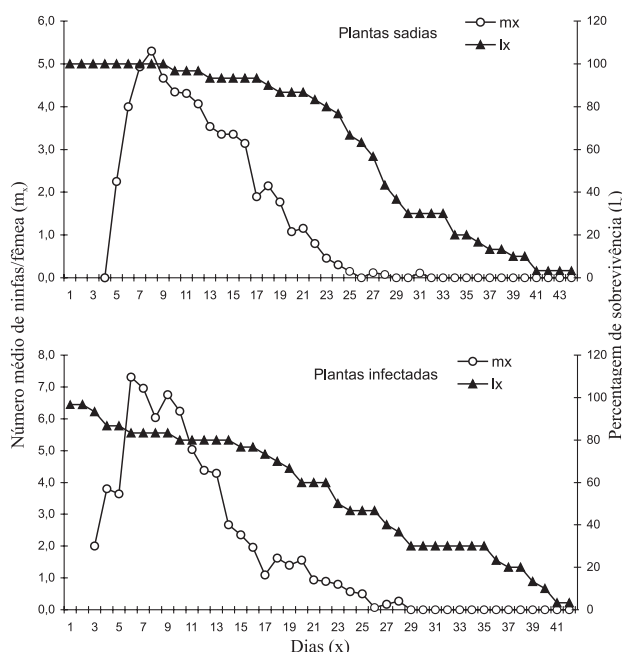 Plantas sadias
mx
lx
6,0
5,0
4,0
3,0
2,0
1,0
0,0
120
100
80
60
40
20
0
1 3 5 7 9 11 13 15 17 19 21 23 25 27 29 31 33 35 37 39 41 43
Número médio de ninfas/fêmea (mx)
Percentagem de sobrevivência (lx)
Plantas infectadas
mx
lx
8,0
7,0
6,0
5,0
4,0
3,0
2,0
1,0
0,0
120
100
80
60
40
20
0
1 3 5 7 9 11 13 15 17 19 21 23 25 27 29 31 33 35 37 39 41
Dias (x)